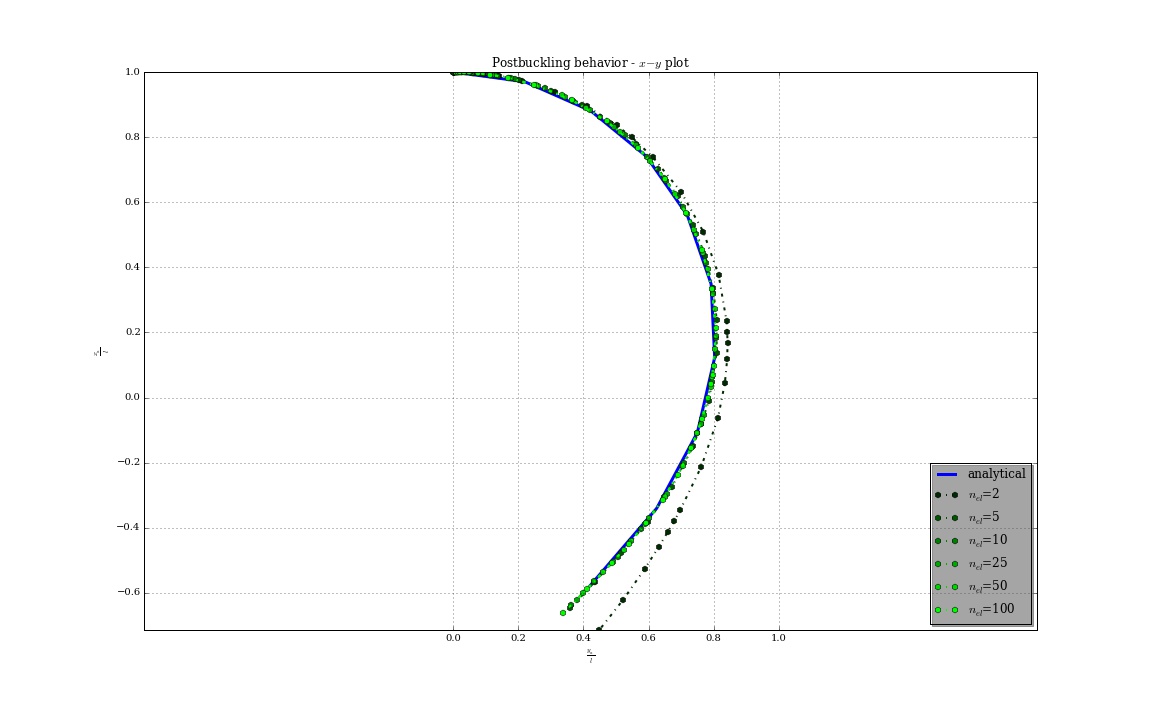 Postbuckling behavior - x−y plot
1.0
0.8
0.6
0.4
0.2
0.0
−0.2
−0.4
−0.6
0.0 0.2 0.4 0.6 0.8 1.0
analytical
n_el=2
n_el=5
n_el=10
n_el=25
n_el=50
n_el=100